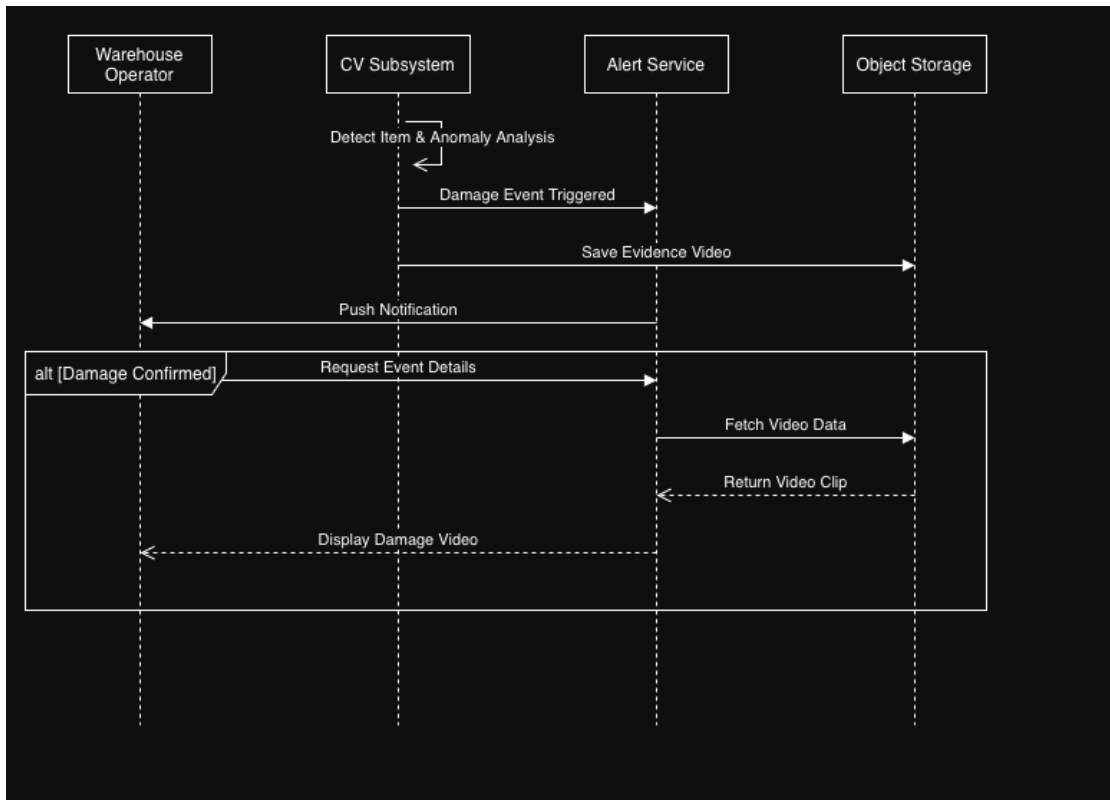 Warehouse
Operator
CV Subsystem
Alert Service
Object Storage
Detect Item & Anomaly Analysis
Damage Event Triggered
Save Evidence Video
Push Notification
alt [Damage Confirmed]
Request Event Details
Fetch Video Data
Return Video Clip
Display Damage Video